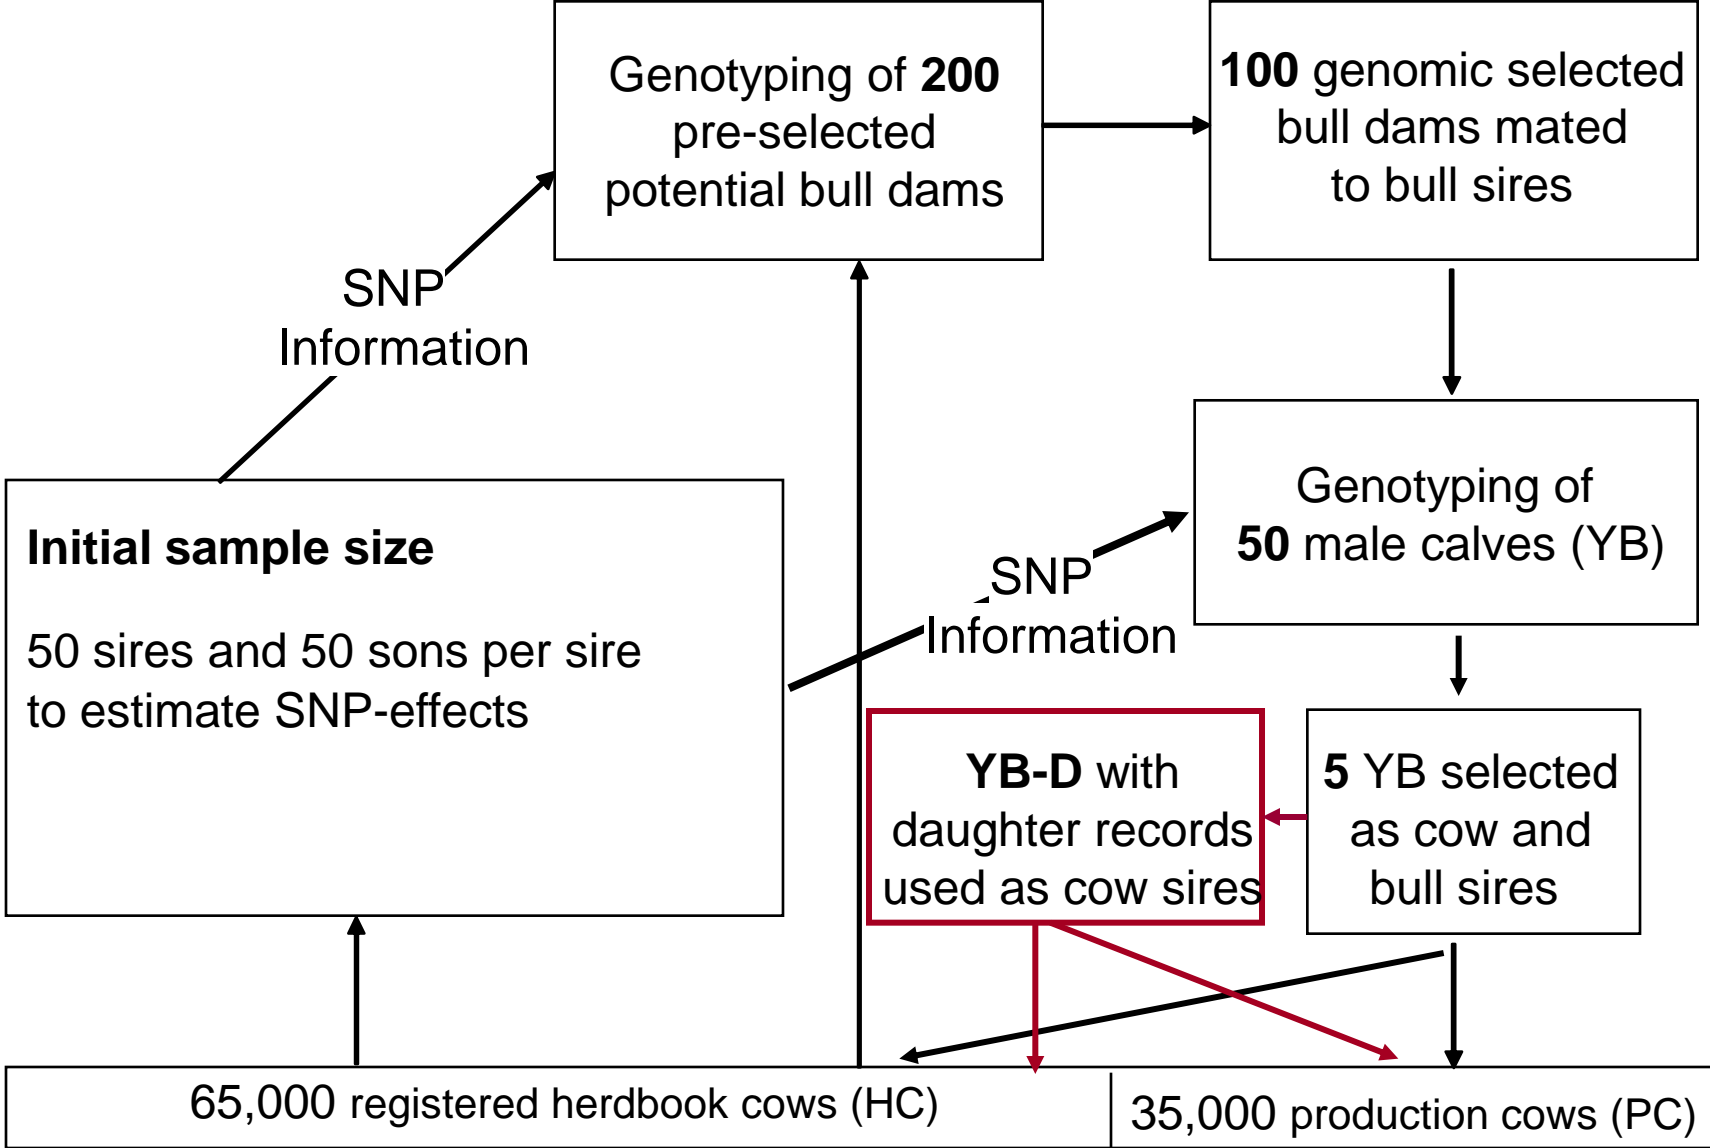 Genotyping of 200
pre-selected
potential bull dams
100 genomic selected
bull dams mated
to bull sires
SNP
Information
Genotyping of
50 male calves (YB)
Initial sample size
50 sires and 50 sons per sire
to estimate SNP-effects
SNP
Information
YB-D with
daughter records
used as cow sires
5 YB selected
as cow and
bull sires
65,000 registered herdbook cows (HC)
35,000 production cows (PC)